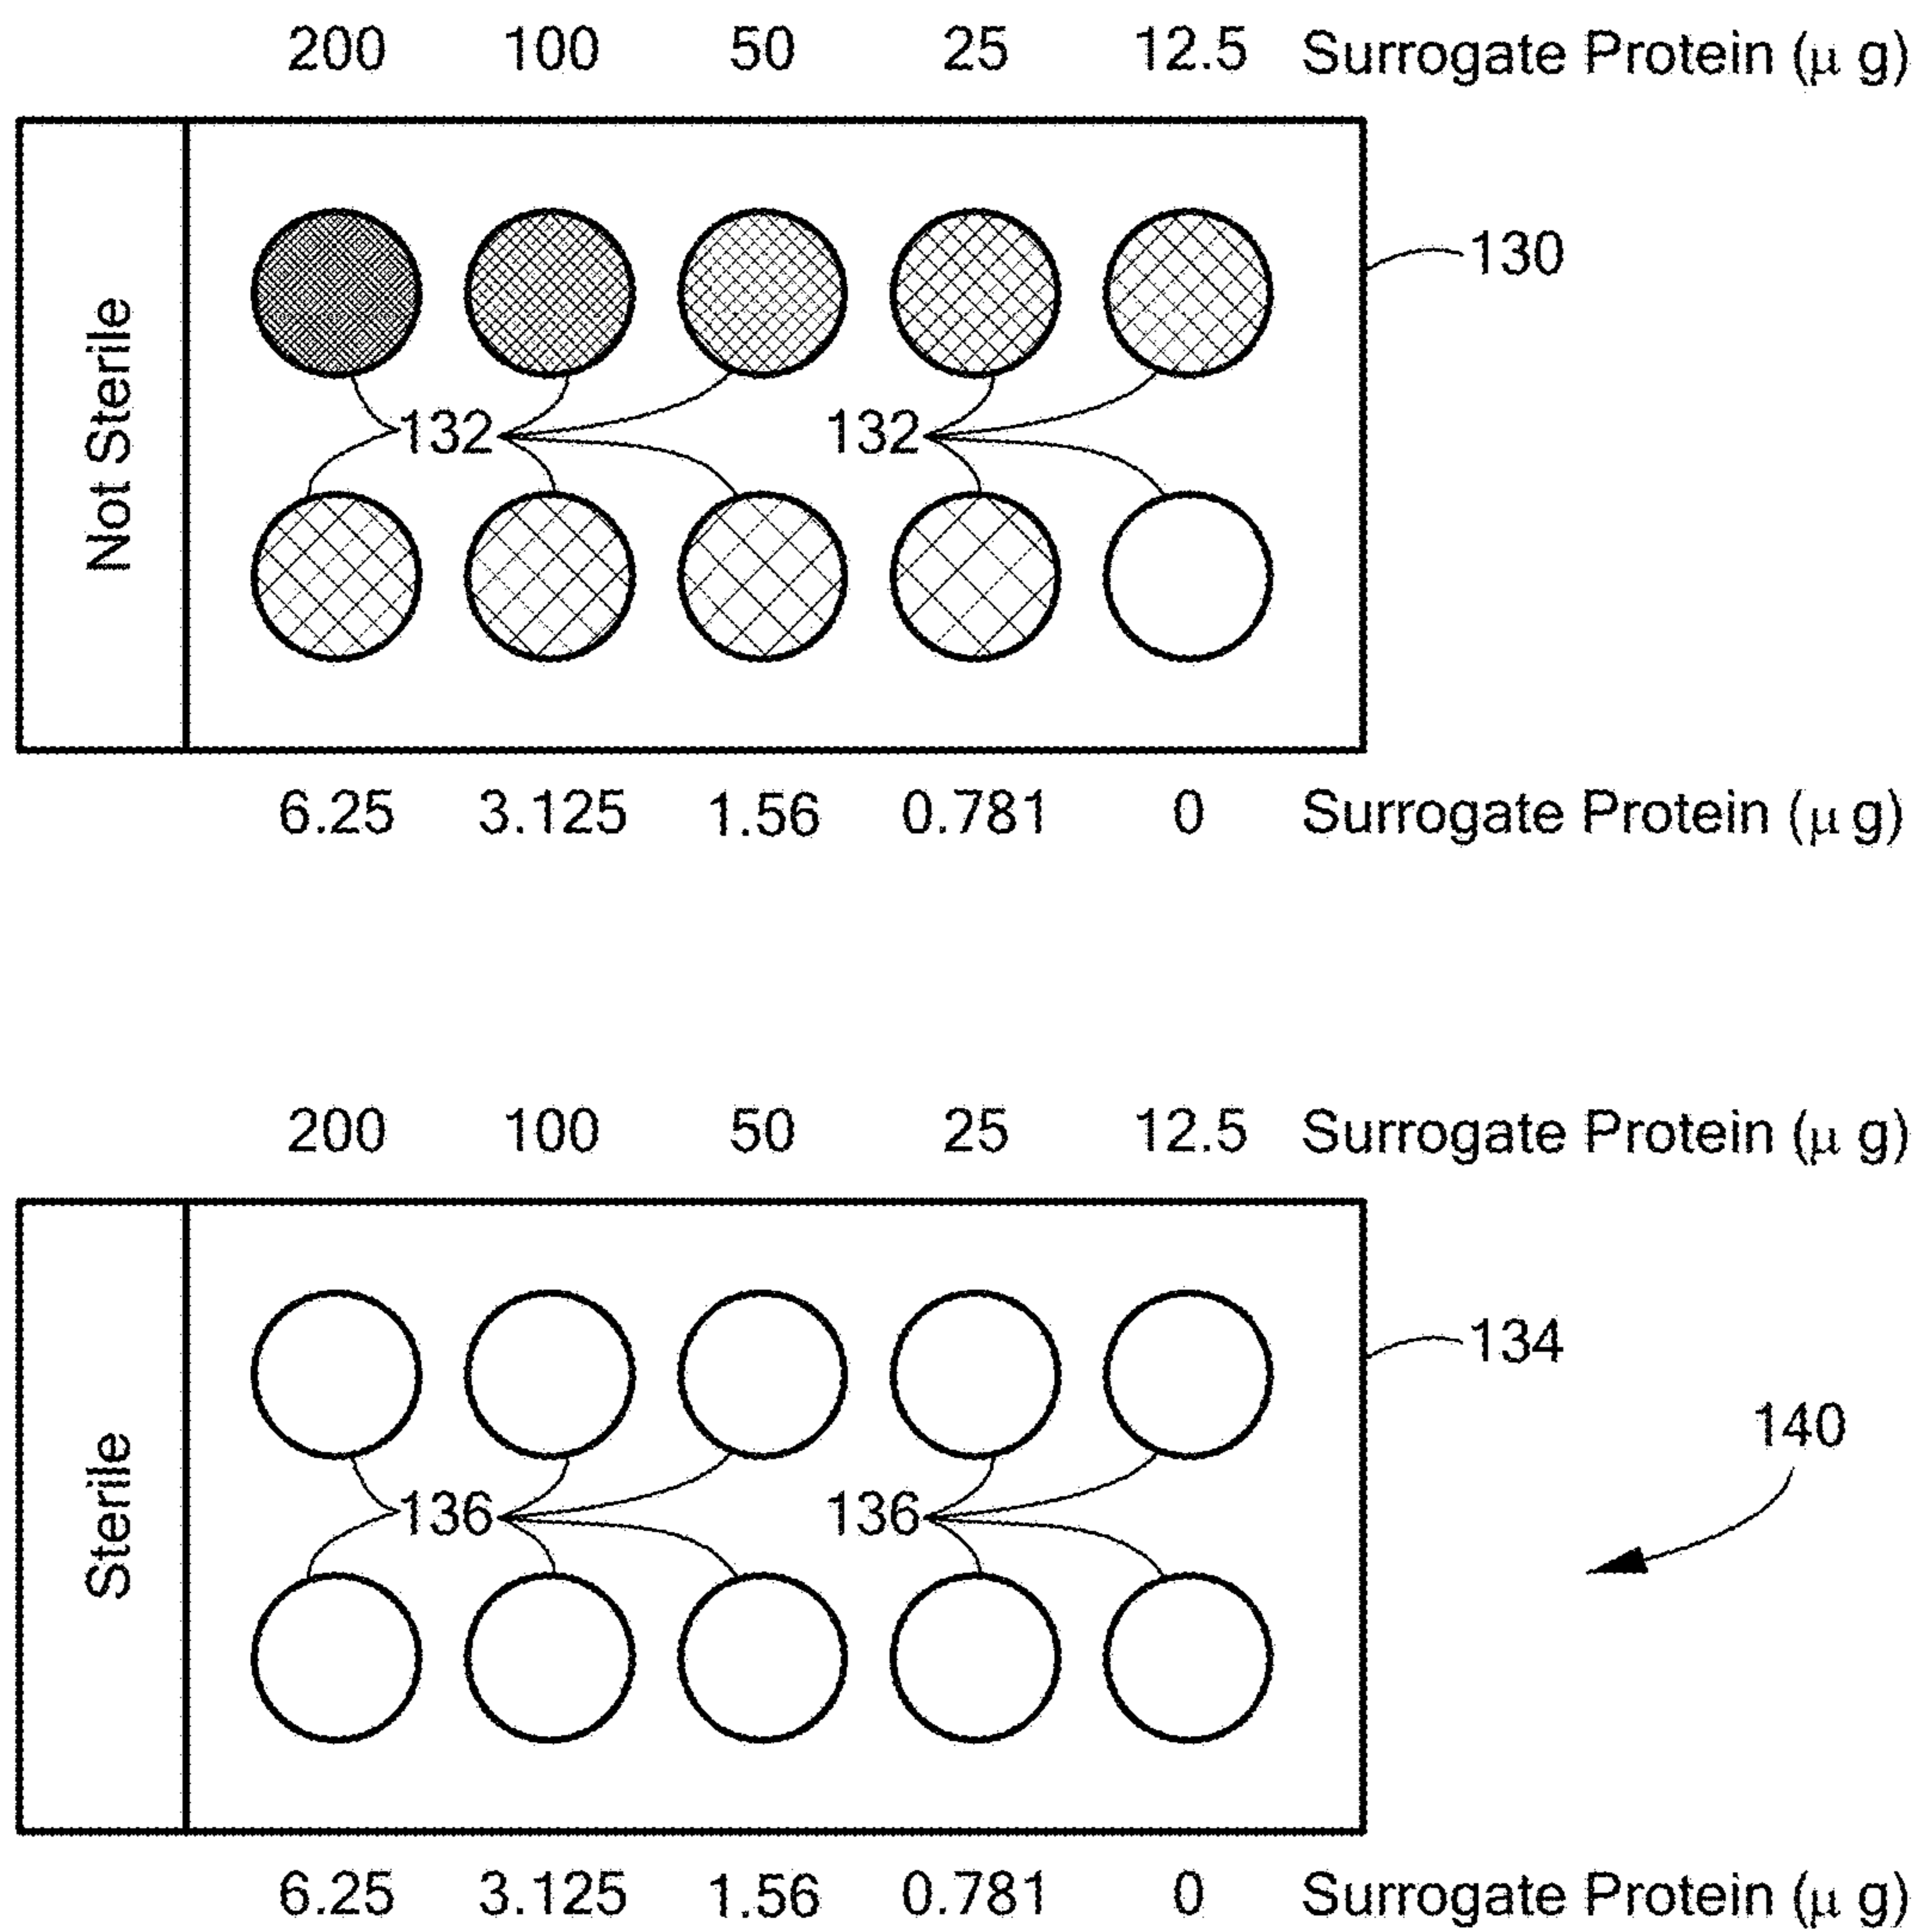 200 100 50 25 12.5 Surrogate Protein (μ g)
Not Sterile
130
132 132
6.25 3.125 1.56 0.781 0 Surrogate Protein (μ g)
200 100 50 25 12.5 Surrogate Protein (μ g)
Sterile
134
140
136 136
6.25 3.125 1.56 0.781 0 Surrogate Protein (μ g)